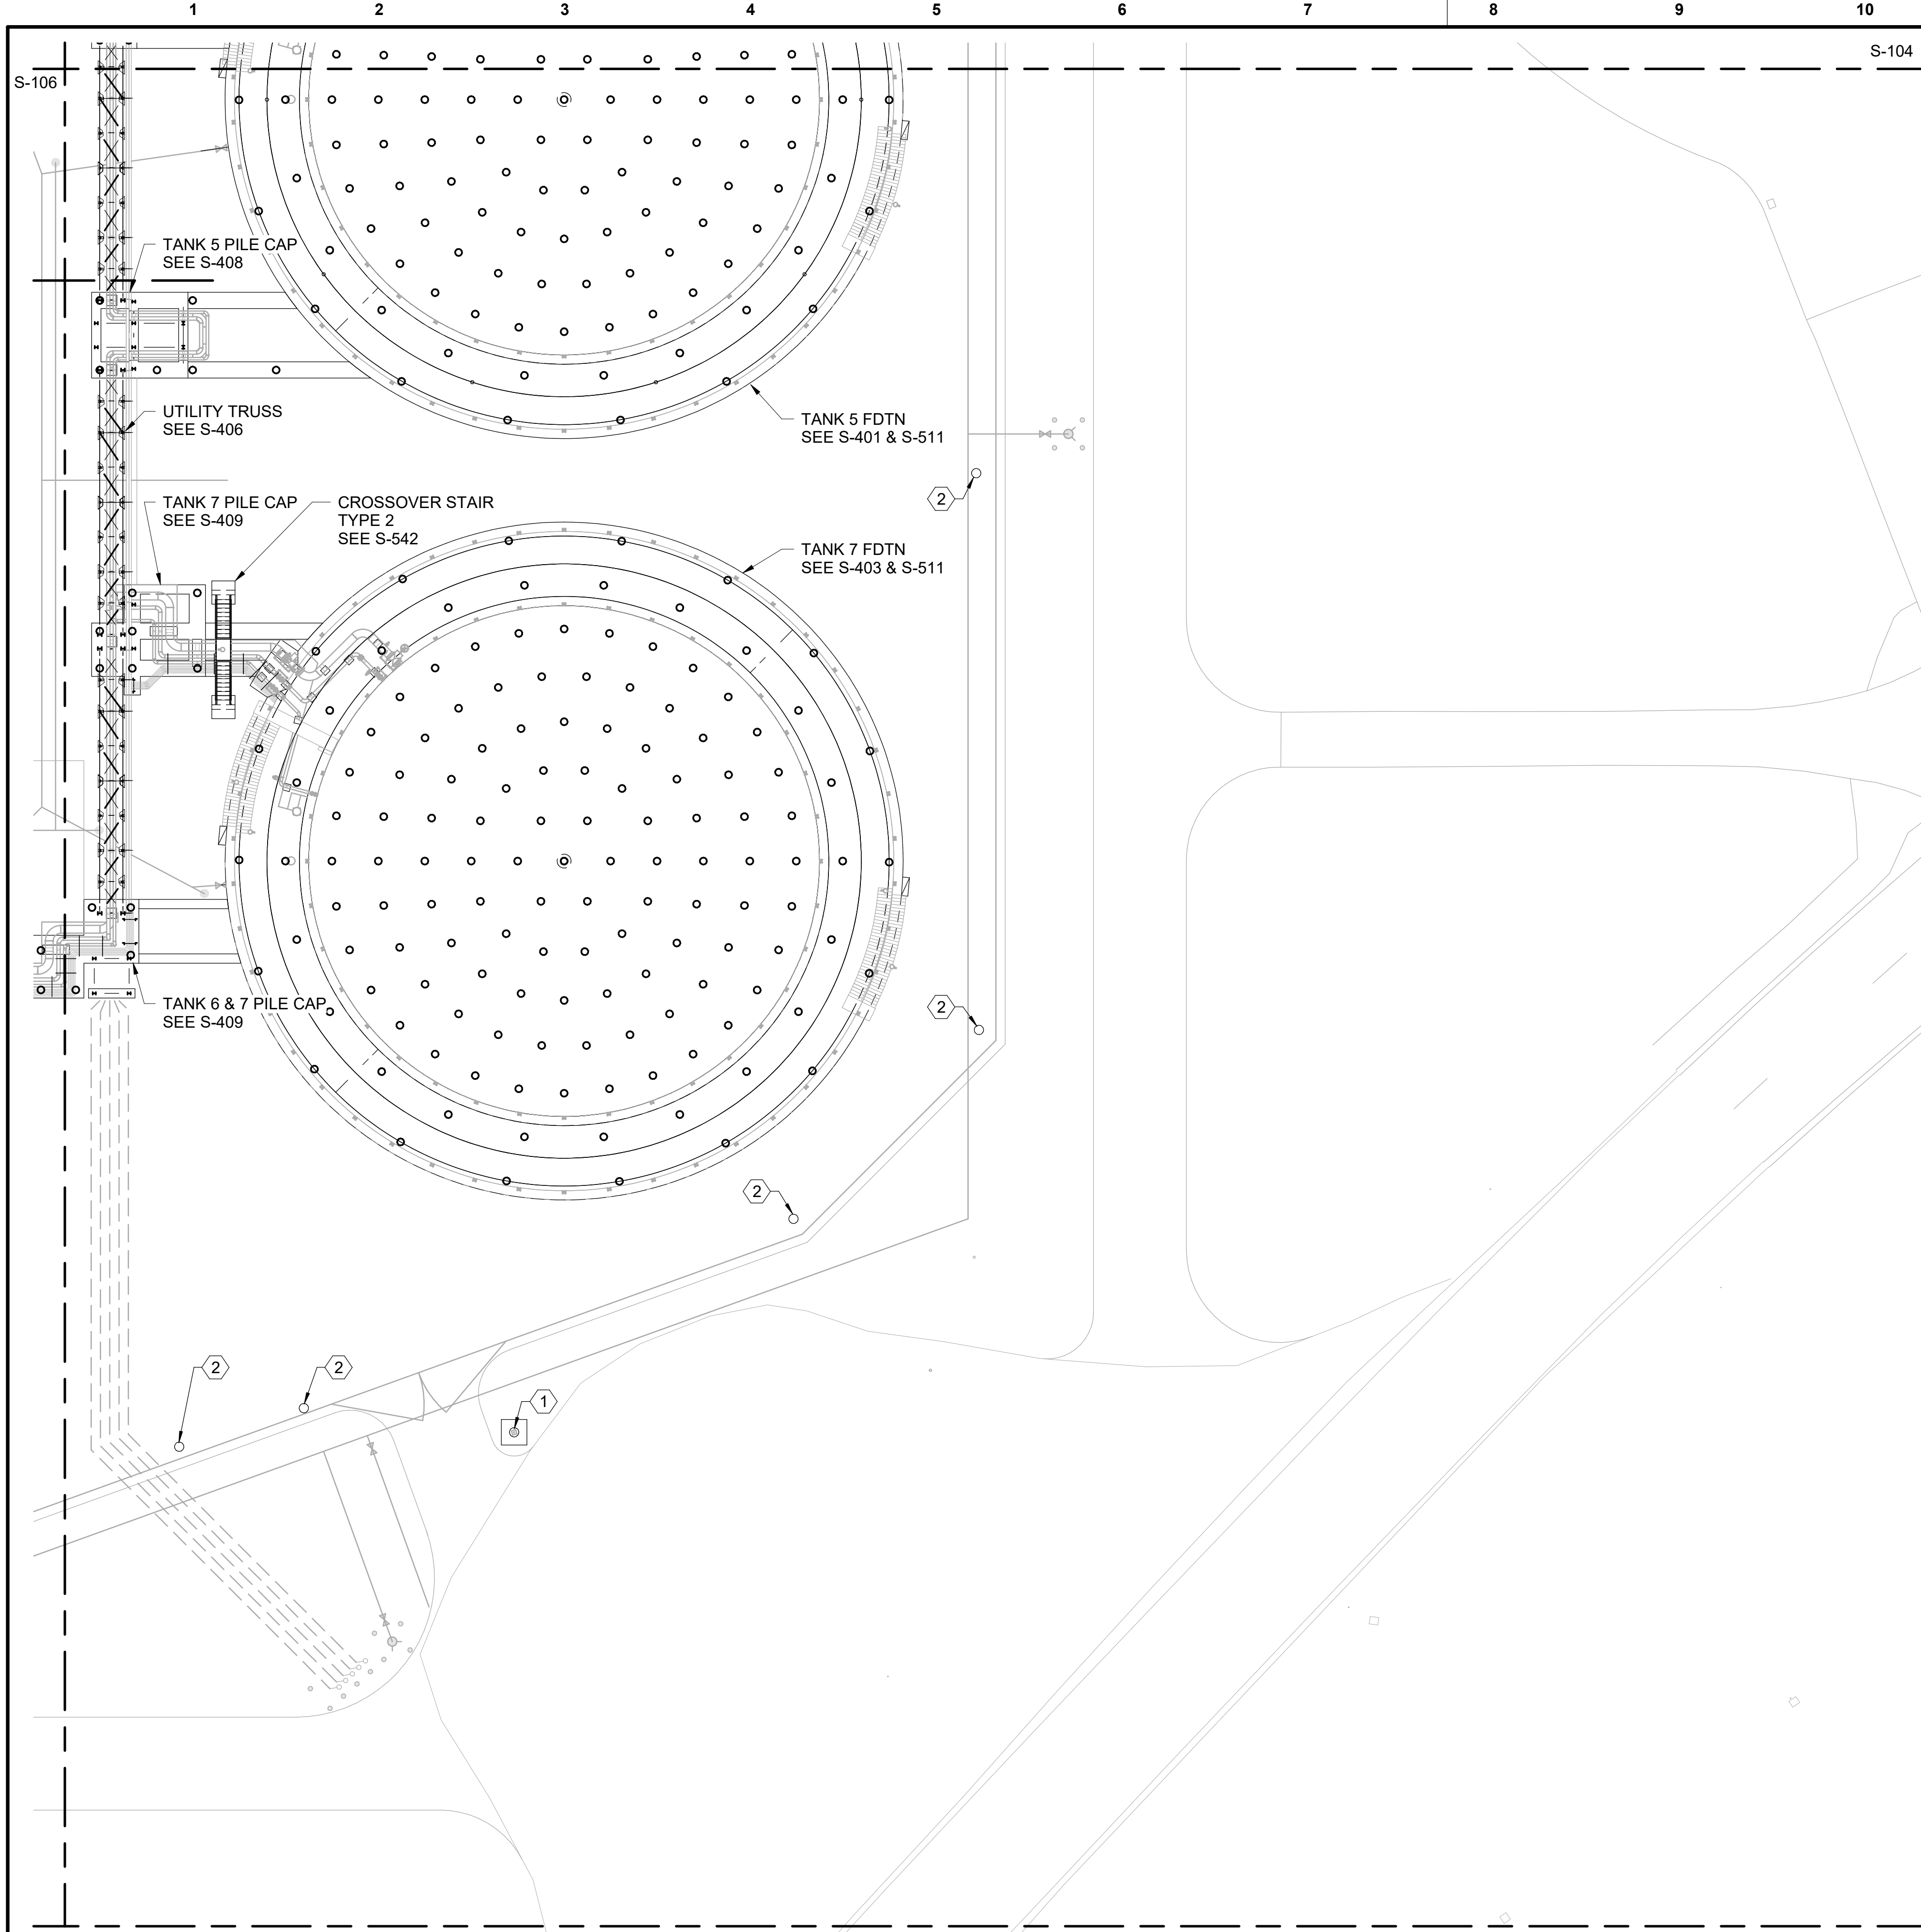 1 2 3 4 5 6 7 8 9 10
S-104
S-106
TANK 5 PILE CAP
SEE S-408
UTILITY TRUSS
SEE S-406
TANK 5 FDTN
SEE S-401 & S-511
TANK 7 PILE CAP
SEE S-409
CROSSOVER STAIR
TYPE 2
SEE S-542
2
TANK 7 FDTN
SEE S-403 & S-511
TANK 6 & 7 PILE CAP
SEE S-409
2
2
2
2
1